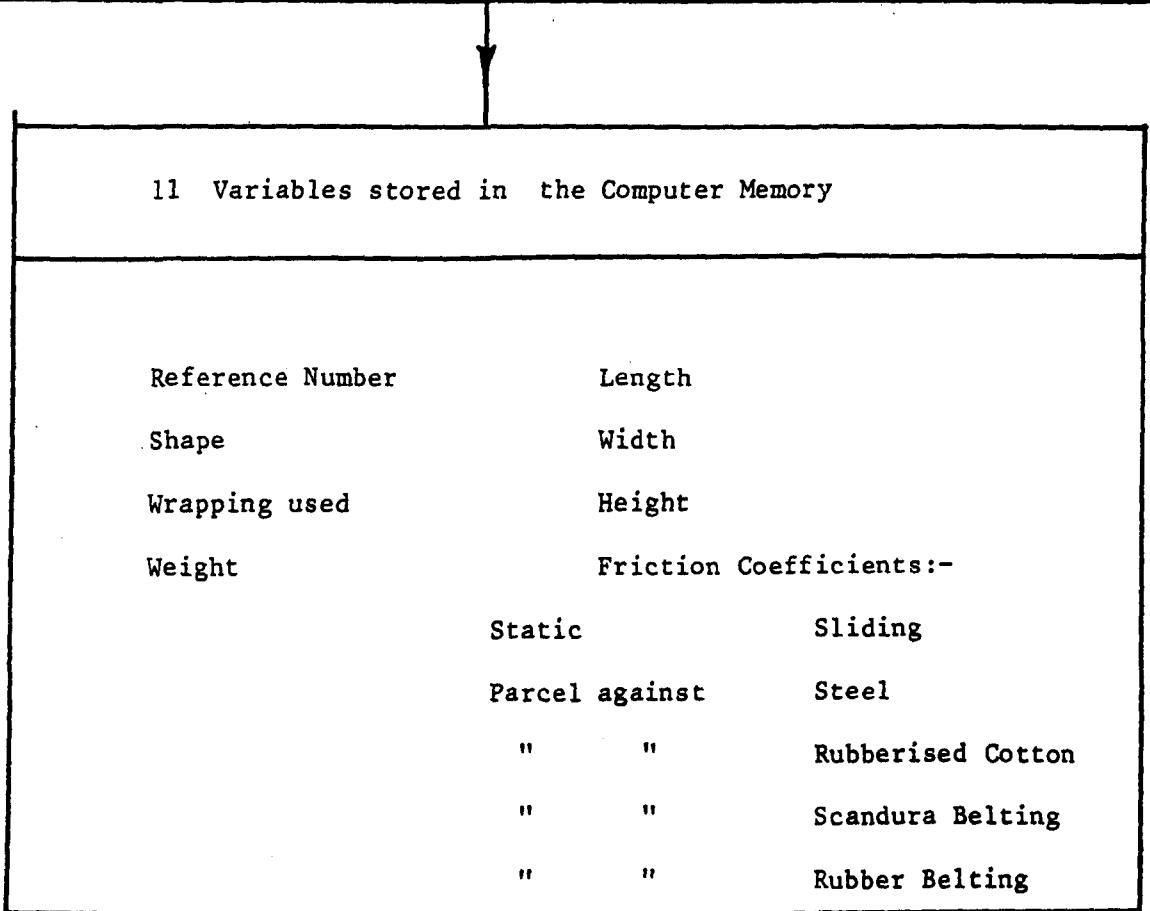 11 Variables stored in the Computer Memory
Reference Number Length
Shape Width
Wrapping used Height
Weight Friction Coefficients:-
Static Sliding
Parcel against Steel
" " Rubberised Cotton
" " Scandura Belting
" " Rubber Belting